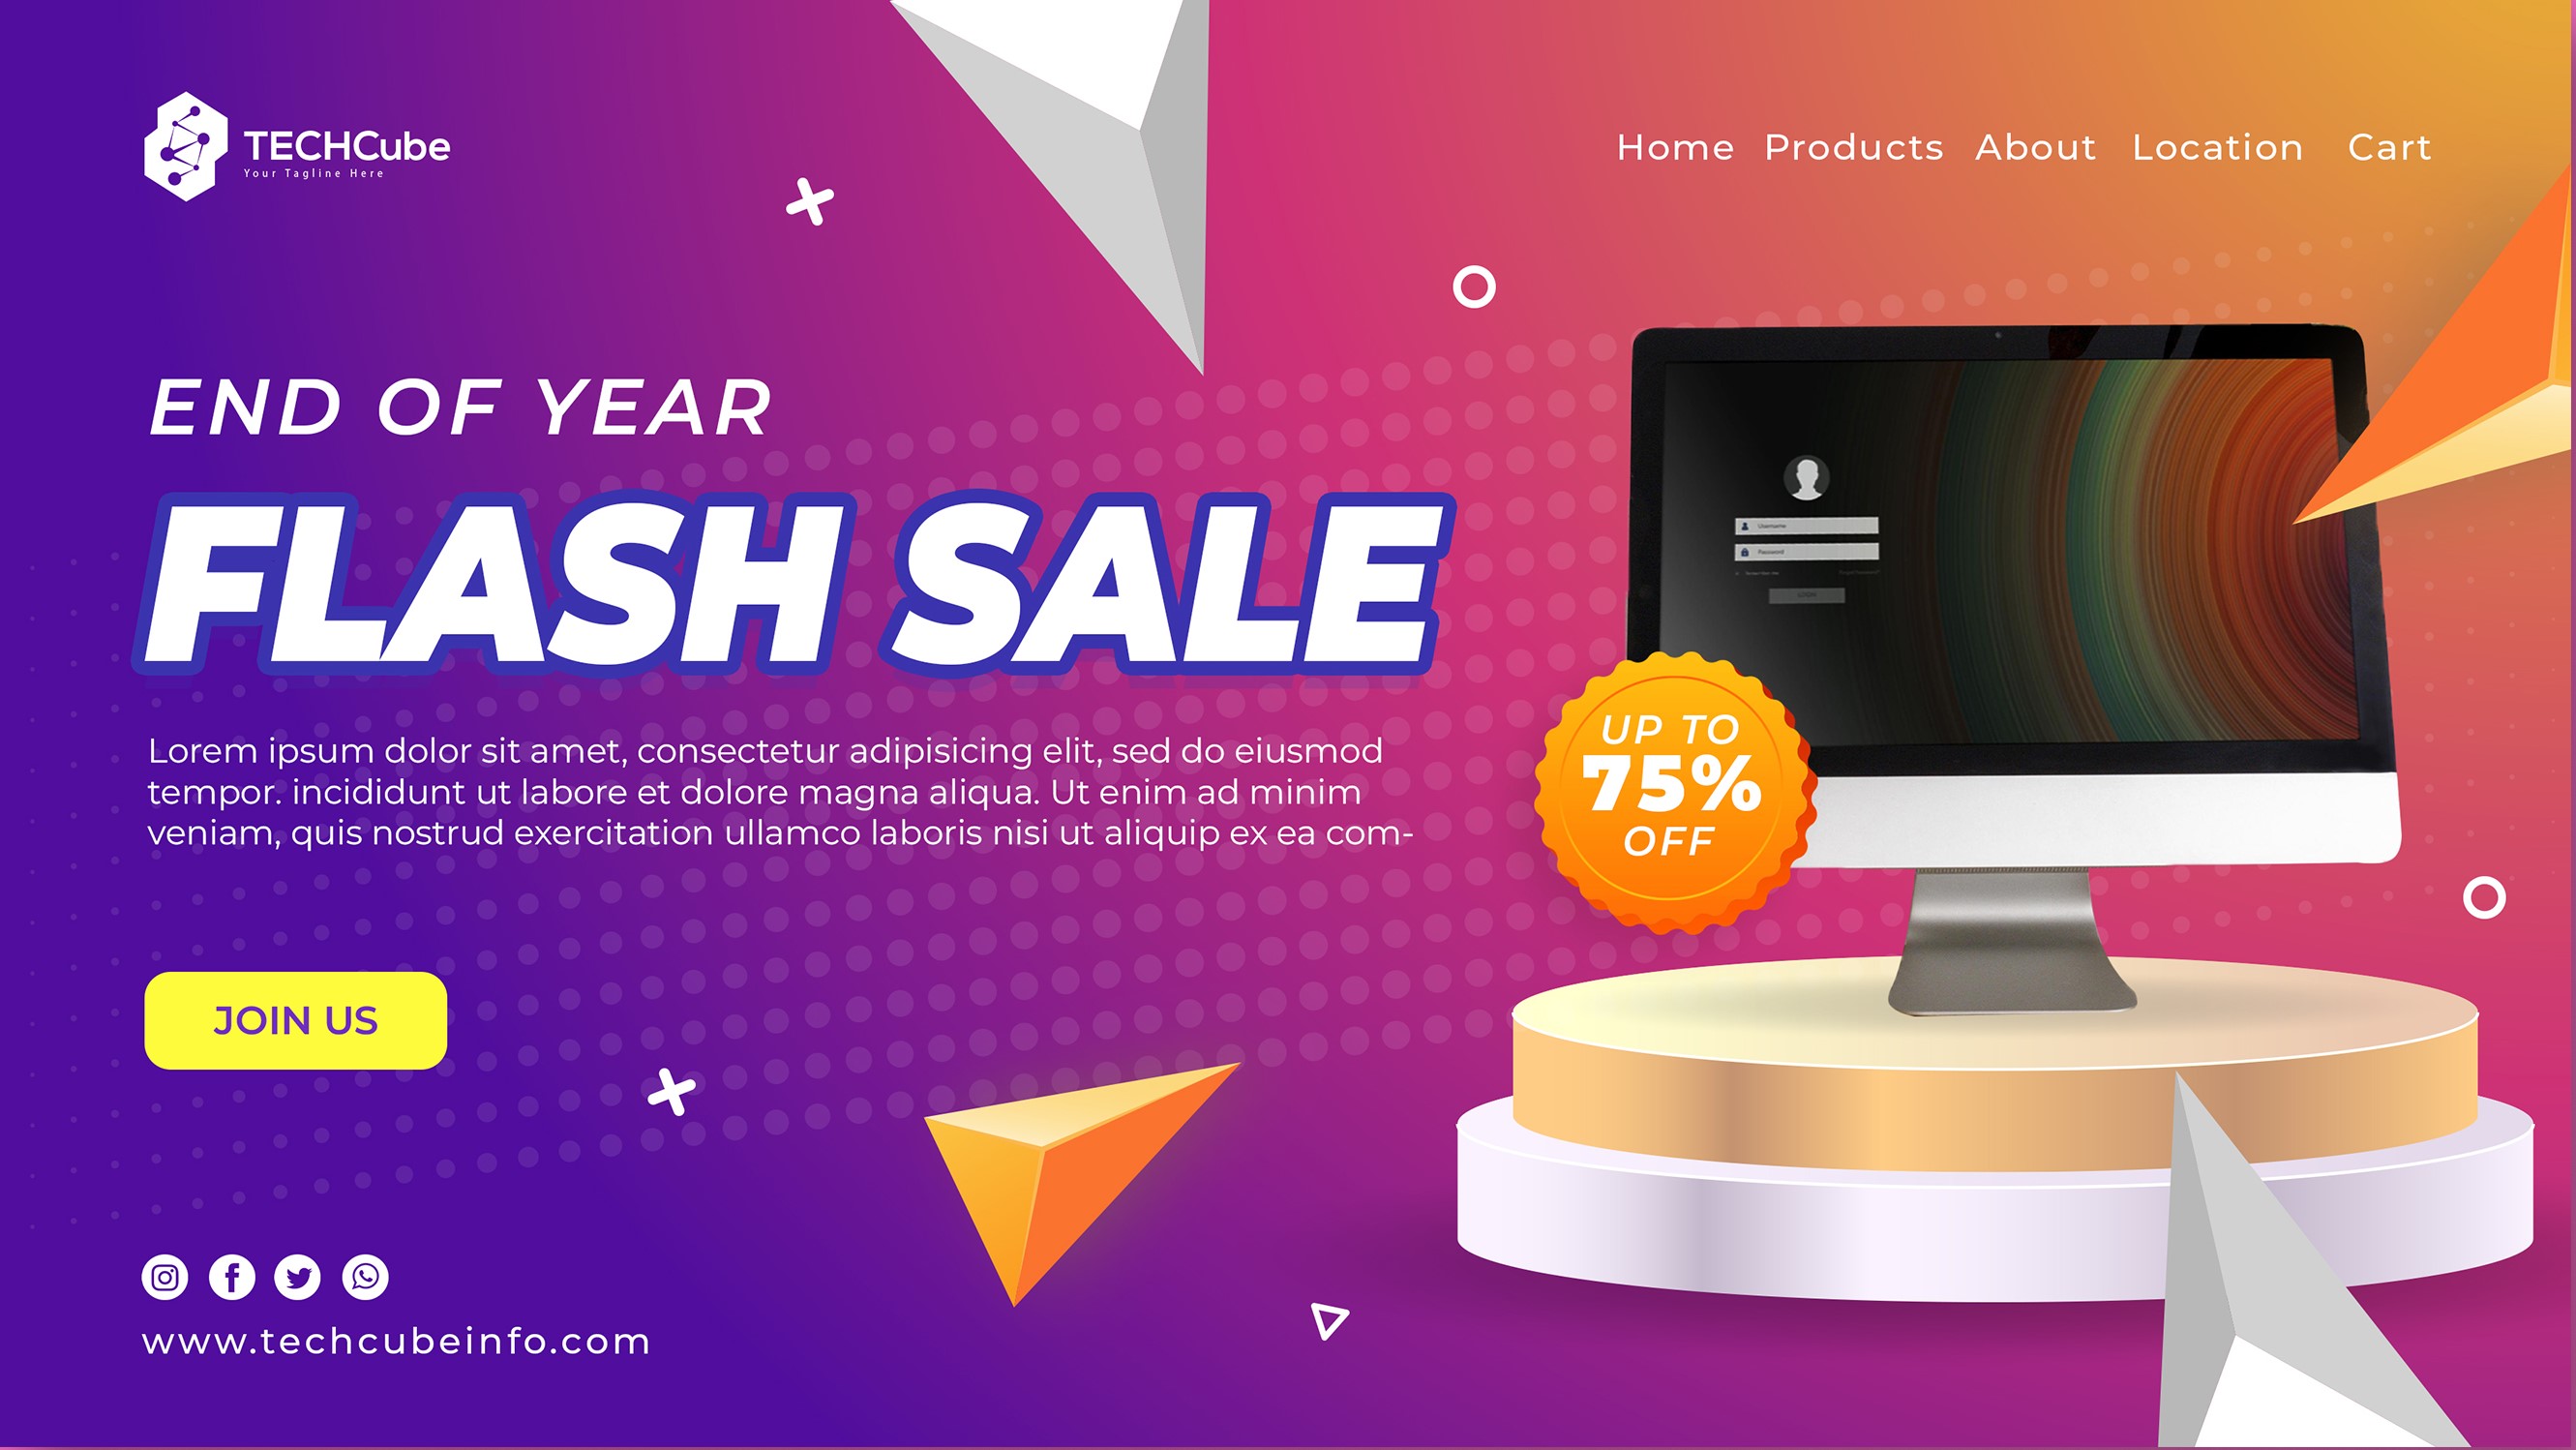 TECHCube
Your Tagline Here
Home Products About Location Cart
END OF YEAR
FLASH SALE
Lorem ipsum dolor sit amet, consectetur adipisicing elit, sed do eiusmod
tempor. incididunt ut labore et dolore magna aliqua. Ut enim ad minim
veniam, quis nostrud exercitation ullamco laboris nisi ut aliquip ex ea com-
JOIN US
www.techcubeinfo.com
Username
Password
LOGIN
UP TO
75%
OFF